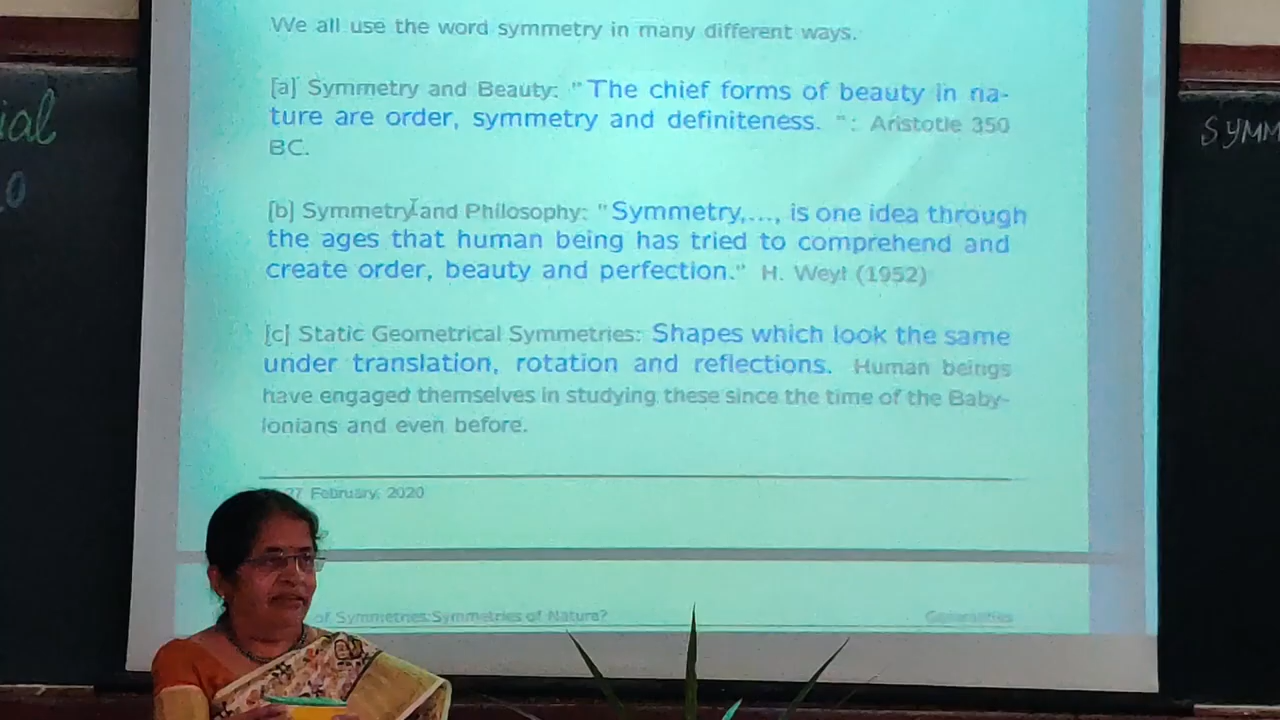 We all use the word symmetry in many different ways.
[a] Symmetry and Beauty: "The chief forms of beauty in na-
ture are order, symmetry and definiteness. ": Aristotle 350
BC.
[b] Symmetry and Philosophy: "Symmetry,..., is one idea through
the ages that human being has tried to comprehend and
create order, beauty and perfection." H. Weyl (1952)
[c] Static Geometrical Symmetries: Shapes which look the same
under translation, rotation and reflections. Human beings
have engaged themselves in studying these since the time of the Baby-
lonians and even before.
27 February, 2020
of Symmetries:Symmetries of Nature? Generalities
ial
20
SYMM